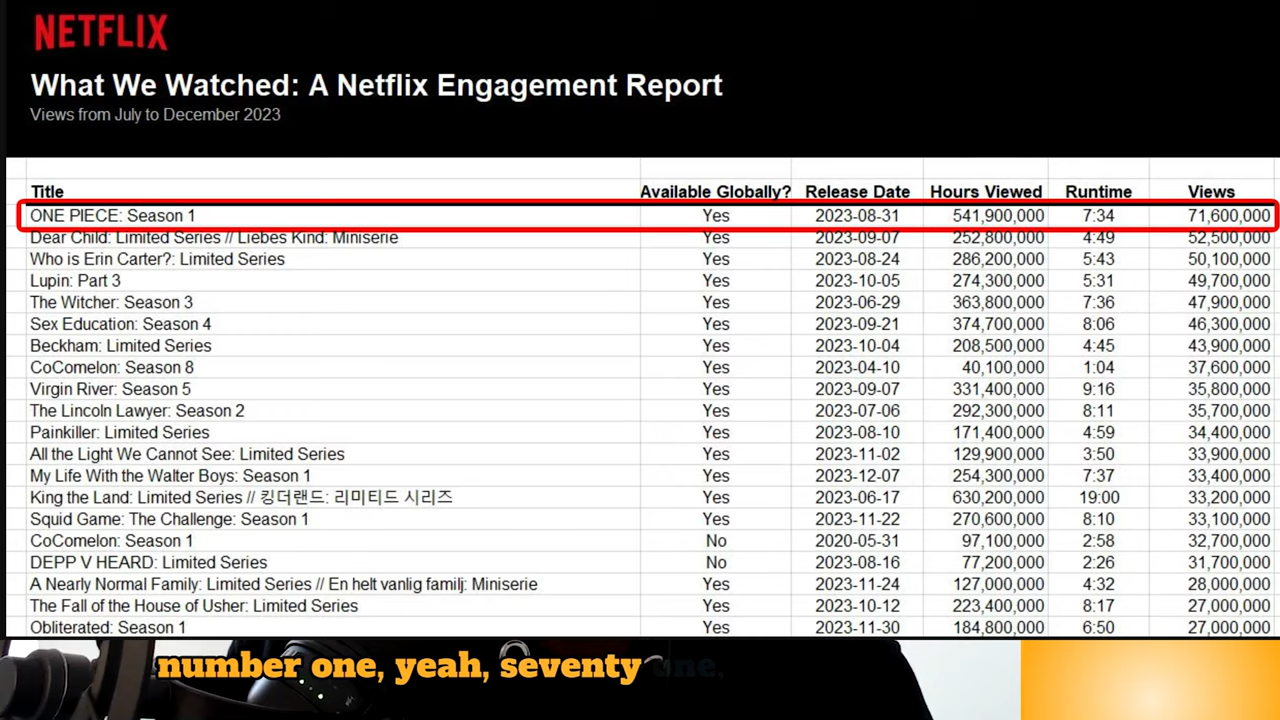 NETFLIX
What We Watched: A Netflix Engagement Report
Views from July to December 2023
Title Available Globally? Release Date Hours Viewed Runtime Views
ONE PIECE: Season 1 Yes 2023-08-31 541,900,000 7:34 71,600,000
Dear Child: Limited Series // Liebes Kind: Miniserie Yes 2023-09-07 252,800,000 4:49 52,500,000
Who is Erin Carter?: Limited Series Yes 2023-08-24 286,200,000 5:43 50,100,000
Lupin: Part 3 Yes 2023-10-05 274,300,000 5:31 49,700,000
The Witcher: Season 3 Yes 2023-06-29 363,800,000 7:36 47,900,000
Sex Education: Season 4 Yes 2023-09-21 374,700,000 8:06 46,300,000
Beckham: Limited Series Yes 2023-10-04 208,500,000 4:45 43,900,000
CoComelon: Season 8 Yes 2023-04-10 40,100,000 1:04 37,600,000
Virgin River: Season 5 Yes 2023-09-07 331,400,000 9:16 35,800,000
The Lincoln Lawyer: Season 2 Yes 2023-07-06 292,300,000 8:11 35,700,000
Painkiller: Limited Series Yes 2023-08-10 171,400,000 4:59 34,400,000
All the Light We Cannot See: Limited Series Yes 2023-11-02 129,900,000 3:50 33,900,000
My Life With the Walter Boys: Season 1 Yes 2023-12-07 254,300,000 7:37 33,400,000
King the Land: Limited Series // 킹더랜드: 리미티드 시리즈 Yes 2023-06-17 630,200,000 19:00 33,200,000
Squid Game: The Challenge: Season 1 Yes 2023-11-22 270,600,000 8:10 33,100,000
CoComelon: Season 1 No 2020-05-31 97,100,000 2:58 32,700,000
DEPP V HEARD: Limited Series No 2023-08-16 77,200,000 2:26 31,700,000
A Nearly Normal Family: Limited Series // En helt vanlig familj: Miniserie Yes 2023-11-24 127,000,000 4:32 28,000,000
The Fall of the House of Usher: Limited Series Yes 2023-10-12 223,400,000 8:17 27,000,000
Obliterated: Season 1 Yes 2023-11-30 184,800,000 6:50 27,000,000
number one, yeah, seventy one,